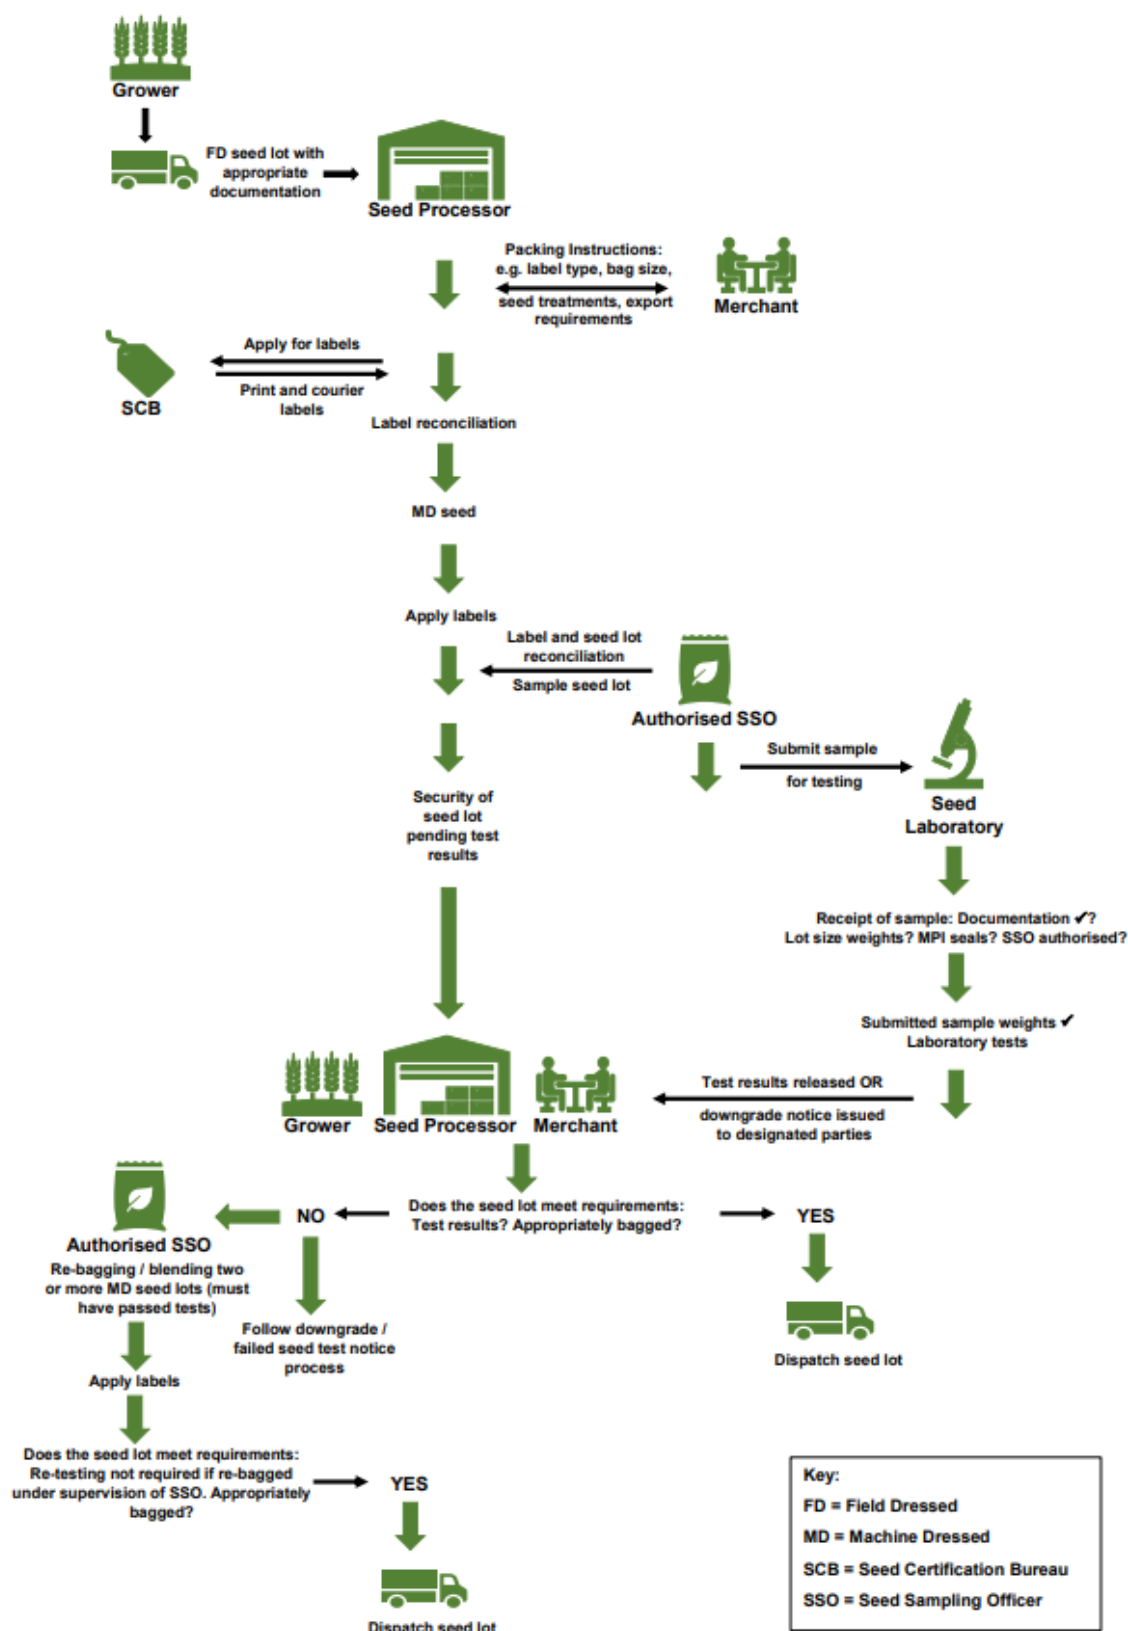 Grower
FD seed lot with
appropriate
documentation
Seed Processor
Packing Instructions:
e.g. label type, bag size,
seed treatments, export
requirements
Merchant
Apply for labels
Print and courier
labels
SCB
Label reconciliation
MD seed
Apply labels
Label and seed lot
reconciliation
Sample seed lot
Authorised SSO
Submit sample
for testing
Seed
Laboratory
Security of
seed lot
pending test
results
Receipt of sample: Documentation ✔?
Lot size weights? MPI seals? SSO authorised?
Submitted sample weights ✔
Laboratory tests
Test results released OR
downgrade notice issued
to designated parties
Grower
Seed Processor
Merchant
Does the seed lot meet requirements:
Test results? Appropriately bagged?
NO
YES
Authorised SSO
Re-bagging / blending two
or more MD seed lots (must
have passed tests)
Follow downgrade /
failed seed test notice
process
Dispatch seed lot
Apply labels
Does the seed lot meet requirements:
Re-testing not required if re-bagged
under supervision of SSO. Appropriately
bagged?
YES
Dispatch seed lot
Key:
FD = Field Dressed
MD = Machine Dressed
SCB = Seed Certification Bureau
SSO = Seed Sampling Officer